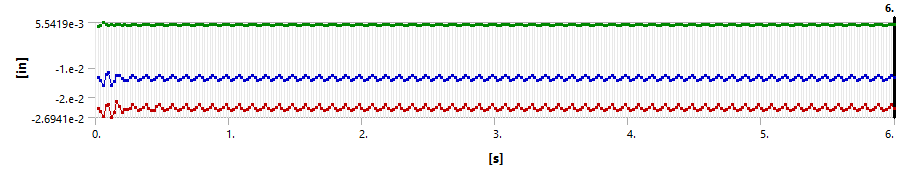 6.
5.5419e-3
[in]
-1.e-2
-2.e-2
-2.6941e-2
0. 1. 2. 3. 4. 5. 6.
[s]